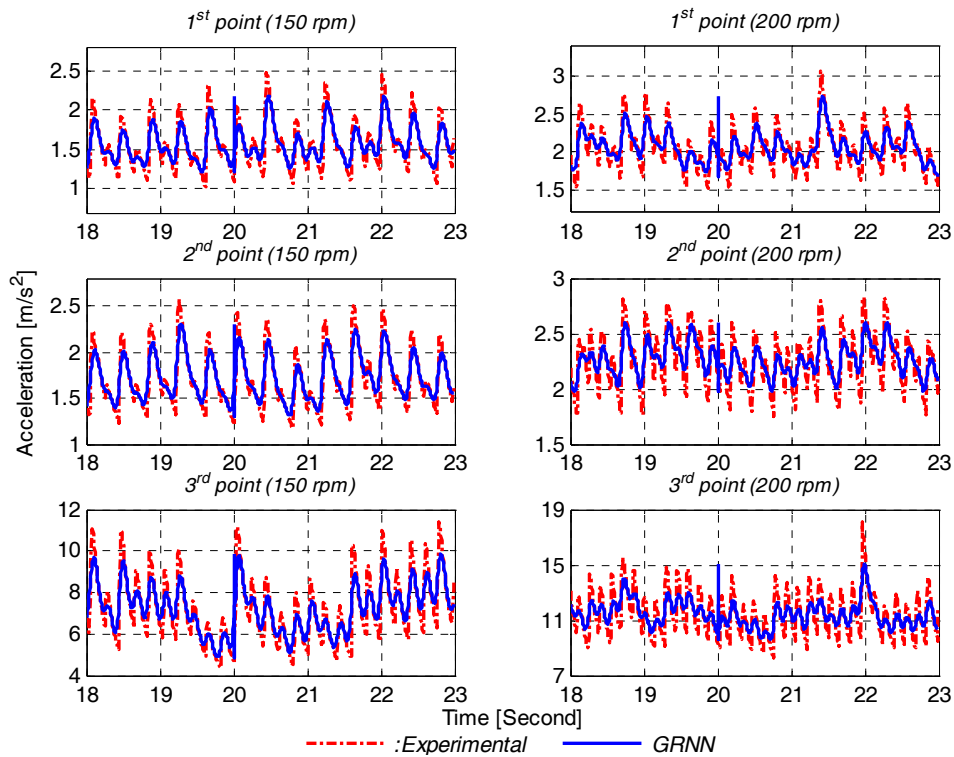 1st point (150 rpm)
1st point (200 rpm)
2.5
2
1.5
1
18 19 20 21 22 23
3
2.5
2
1.5
18 19 20 21 22 23
2nd point (150 rpm)
2nd point (200 rpm)
Acceleration [m/s2]
2.5
2
1.5
1
18 19 20 21 22 23
3
2.5
2
1.5
18 19 20 21 22 23
3rd point (150 rpm)
3rd point (200 rpm)
12
10
8
6
4
18 19 20 21 22 23
19
15
11
7
18 19 20 21 22 23
Time [Second]
:Experimental
GRNN